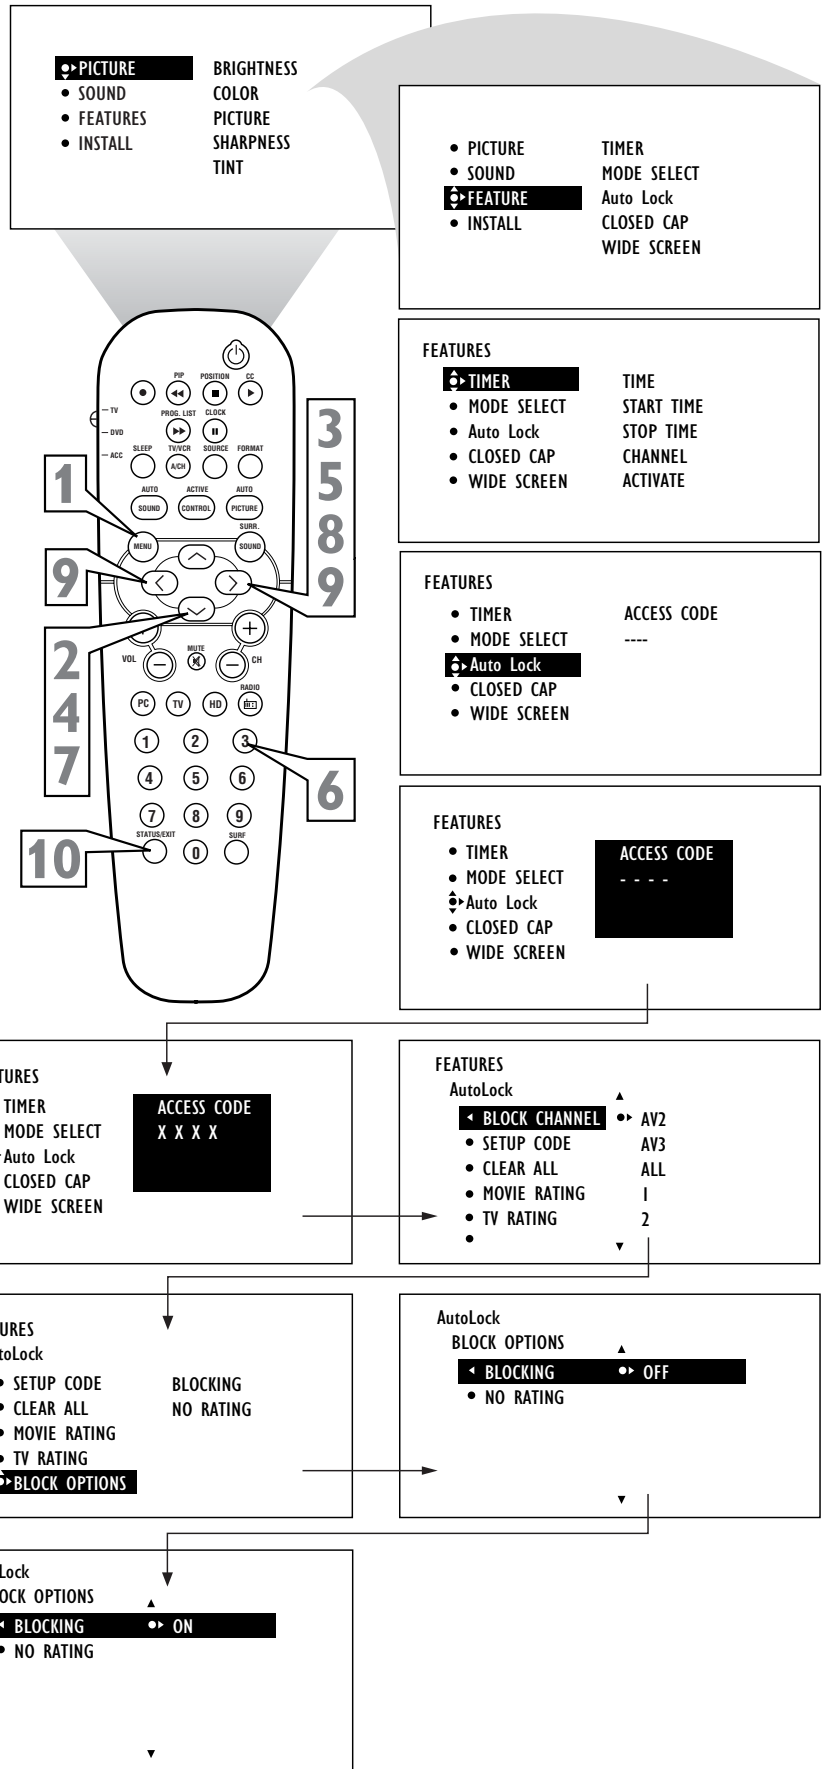 PICTURE BRIGHTNESS
SOUND COLOR
FEATURES PICTURE
INSTALL SHARPNESS
TINT
PICTURE TIMER
SOUND MODE SELECT
FEATURE Auto Lock
INSTALL CLOSED CAP
WIDE SCREEN
FEATURES
TIMER TIME
MODE SELECT START TIME
Auto Lock STOP TIME
CLOSED CAP CHANNEL
WIDE SCREEN ACTIVATE
FEATURES
TIMER ACCESS CODE
MODE SELECT ----
Auto Lock
CLOSED CAP
WIDE SCREEN
FEATURES
TIMER ACCESS CODE
MODE SELECT - - - -
Auto Lock
CLOSED CAP
WIDE SCREEN
PIP POSITION CC
TV
PROG. LIST CLOCK
DVD
ACC
SLEEP TV/VCR SOURCE FORMAT
A/CH
AUTO ACTIVE AUTO
SOUND CONTROL PICTURE
SURR.
MENU SOUND
+ +
VOL − MUTE − CH
RADIO
PC TV HD
1 2 3
4 5 6
7 8 9
STATUS/EXIT SURF
0
1
9
2
4
7
10
3
5
8
9
6
TURES
TIMER ACCESS CODE
MODE SELECT X X X X
Auto Lock
CLOSED CAP
WIDE SCREEN
FEATURES
AutoLock
BLOCK CHANNEL AV2
SETUP CODE AV3
CLEAR ALL ALL
MOVIE RATING 1
TV RATING 2
URES
toLock
SETUP CODE BLOCKING
CLEAR ALL NO RATING
MOVIE RATING
TV RATING
BLOCK OPTIONS
AutoLock
BLOCK OPTIONS
BLOCKING OFF
NO RATING
Lock
OCK OPTIONS
BLOCKING ON
NO RATING